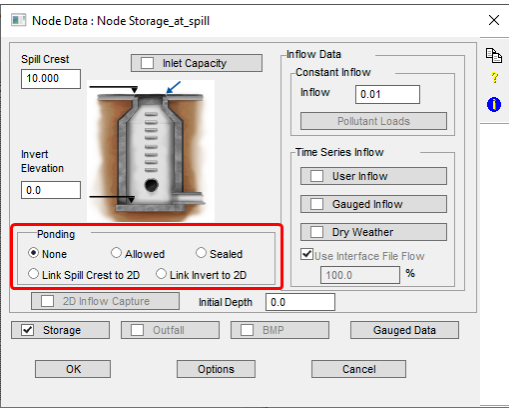 Node Data : Node Storage_at_spill
Spill Crest
10.000
Inlet Capacity
Invert
Elevation
0.0
Ponding
None
Allowed
Sealed
Link Spill Crest to 2D
Link Invert to 2D
2D Inflow Capture
Initial Depth
0.0
Inflow Data
Constant Inflow
Inflow
0.01
Pollutant Loads
Time Series Inflow
User Inflow
Gauged Inflow
Dry Weather
Use Interface File Flow
100.0
%
Storage
Outfall
BMP
Gauged Data
OK
Options
Cancel